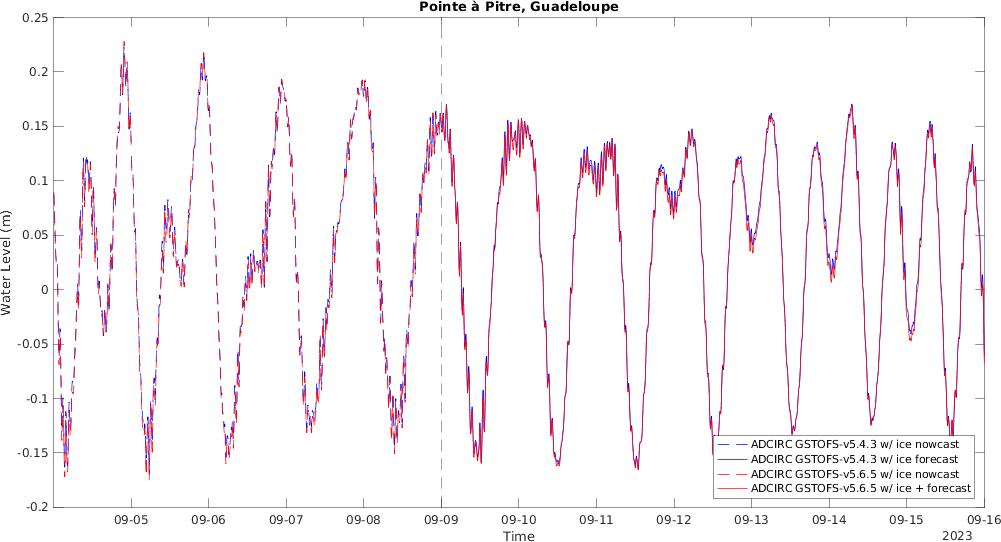 Pointe à Pitre, Guadeloupe
0.25
0.2
0.15
0.1
0.05
0
-0.05
-0.1
-0.15
-0.2
Water Level (m)
ADCIRC GSTOFS-v5.4.3 w/ ice nowcast
ADCIRC GSTOFS-v5.4.3 w/ ice forecast
ADCIRC GSTOFS-v5.6.5 w/ ice nowcast
ADCIRC GSTOFS-v5.6.5 w/ ice + forecast
09-05 09-06 09-07 09-08 09-09 09-10 09-11 09-12 09-13 09-14 09-15 09-16
Time
2023